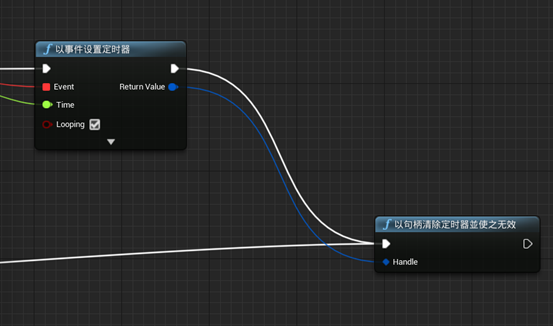 以事件设置定时器
Event
Return Value
Time
Looping
以句柄清除定时器並使之无效
Handle